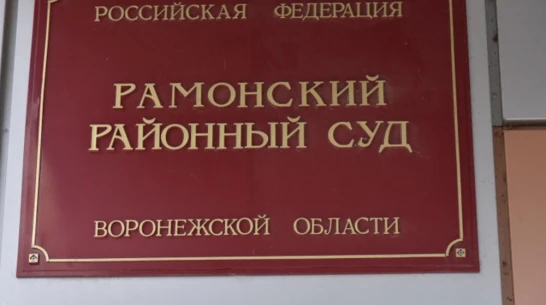 РОССИЙСКАЯ ФЕДЕРАЦИЯ
РАМОНСКИЙ
РАЙОННЫЙ СУД
ВОРОНЕЖСКОЙ ОБЛАСТИ